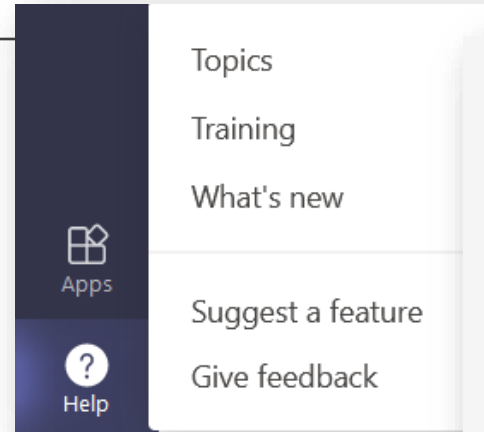 Topics
Training
What's new
Apps
Suggest a feature
Give feedback
Help